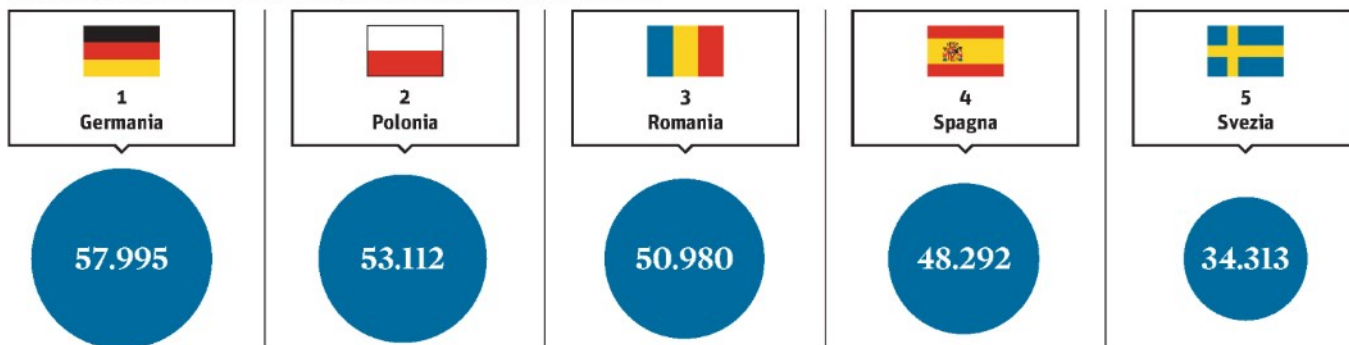 1
Germania
57.995
2
Polonia
53.112
3
Romania
50.980
4
Spagna
48.292
5
Svezia
34.313